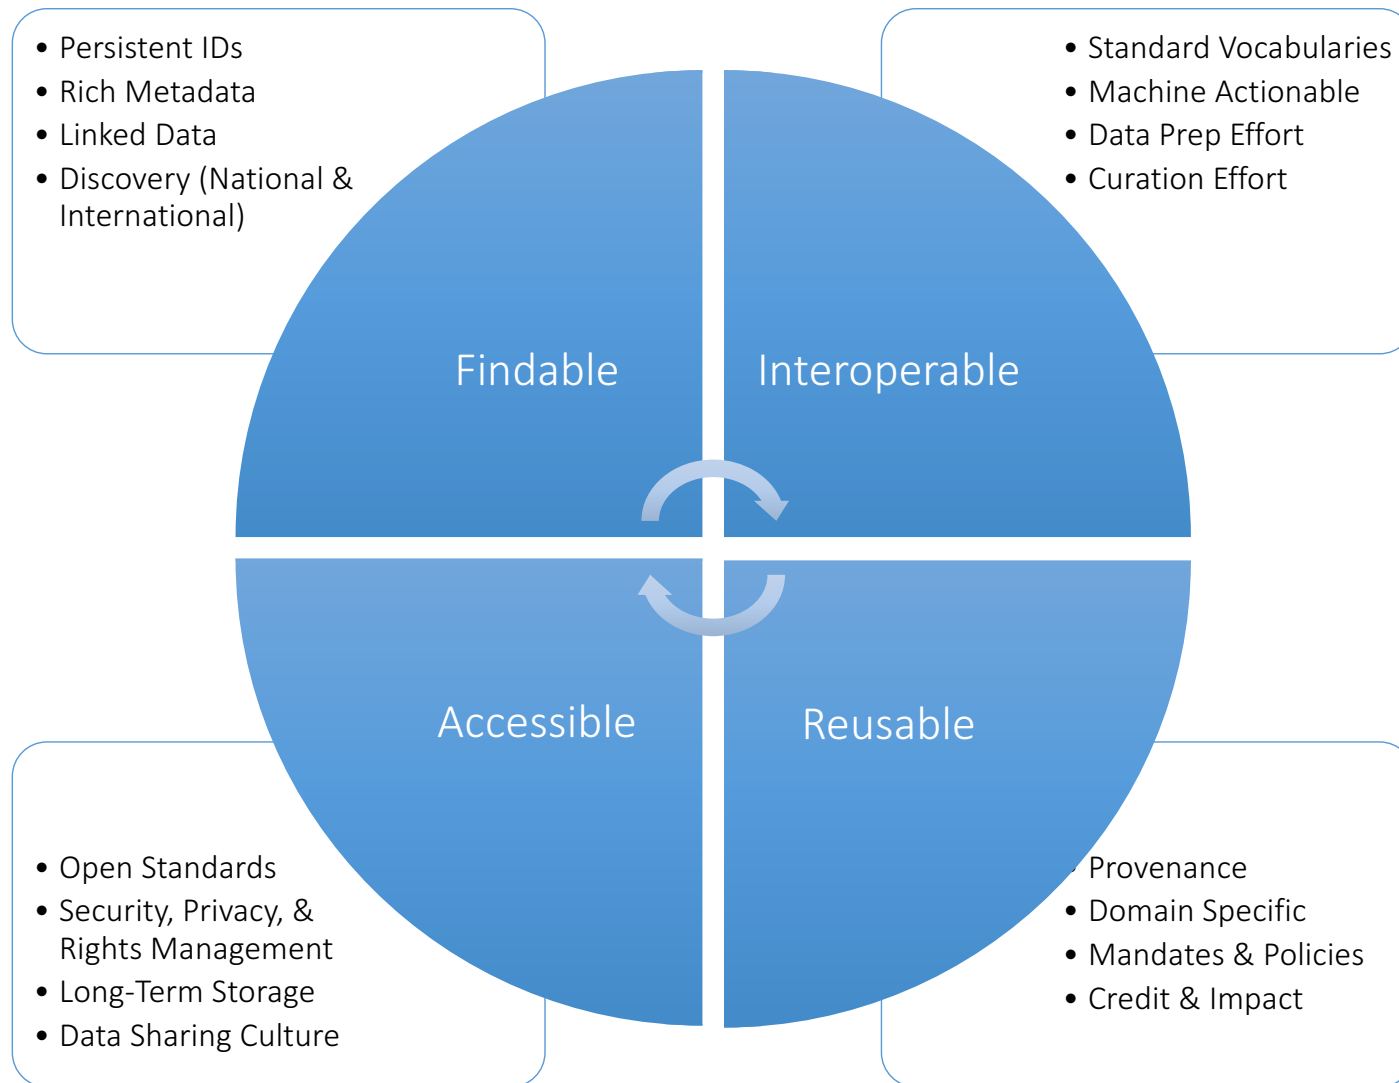 • Persistent IDs
• Rich Metadata
• Linked Data
• Discovery (National &
International)
• Standard Vocabularies
• Machine Actionable
• Data Prep Effort
• Curation Effort
Findable
Interoperable
Accessible
Reusable
• Open Standards
• Security, Privacy, &
Rights Management
• Long-Term Storage
• Data Sharing Culture
• Provenance
• Domain Specific
• Mandates & Policies
• Credit & Impact